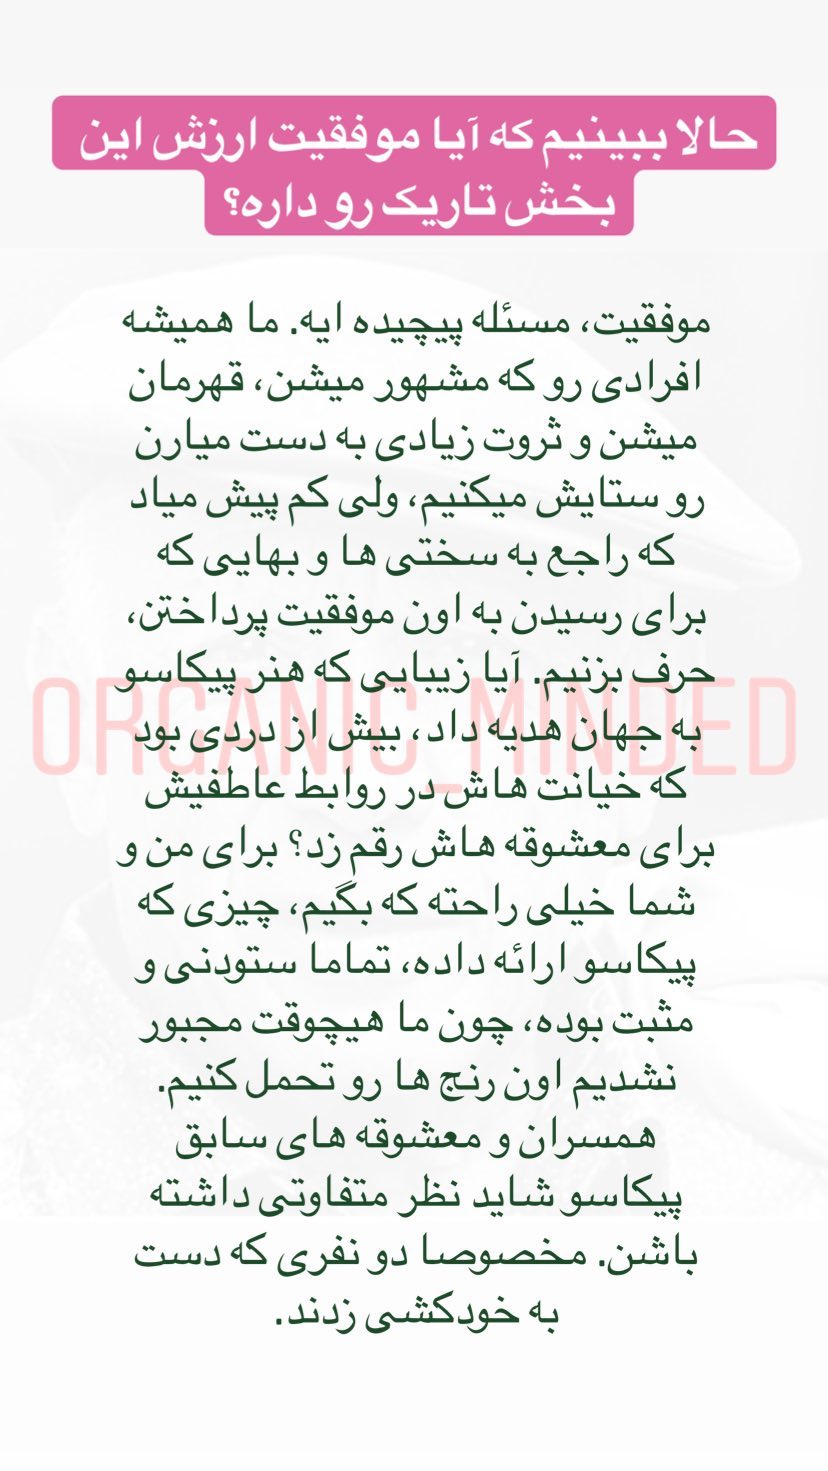 حالا ببینیم که آیا موفقیت ارزش این
بخش تاریک رو داره؟
موفقیت، مسئله پیچیده ایه. ما همیشه
افرادی رو که مشهور میشن، قهرمان
میشن و ثروت زیادی به دست میارن
رو ستایش میکنیم، ولی کم پیش میاد
که راجع به سختی ها و بهایی که
برای رسیدن به اون موفقیت پرداختن،
حرف بزنیم. آیا زیبایی که هنر پیکاسو
به جهان هدیه داد، بیش از دردی بود
ORGANIC_MINDED
که خیانت هاش در روابط عاطفیش
برای معشوقه هاش رقم زد؟ برای من و
شما خیلی راحته که بگیم، چیزی که
پیکاسو ارائه داده، تماما ستودنی و
مثبت بوده، چون ما هیچوقت مجبور
نشدیم اون رنج ها رو تحمل کنیم.
همسران و معشوقه های سابق
پیکاسو شاید نظر متفاوتی داشته
باشن. مخصوصا دو نفری که دست
به خودکشی زدند.